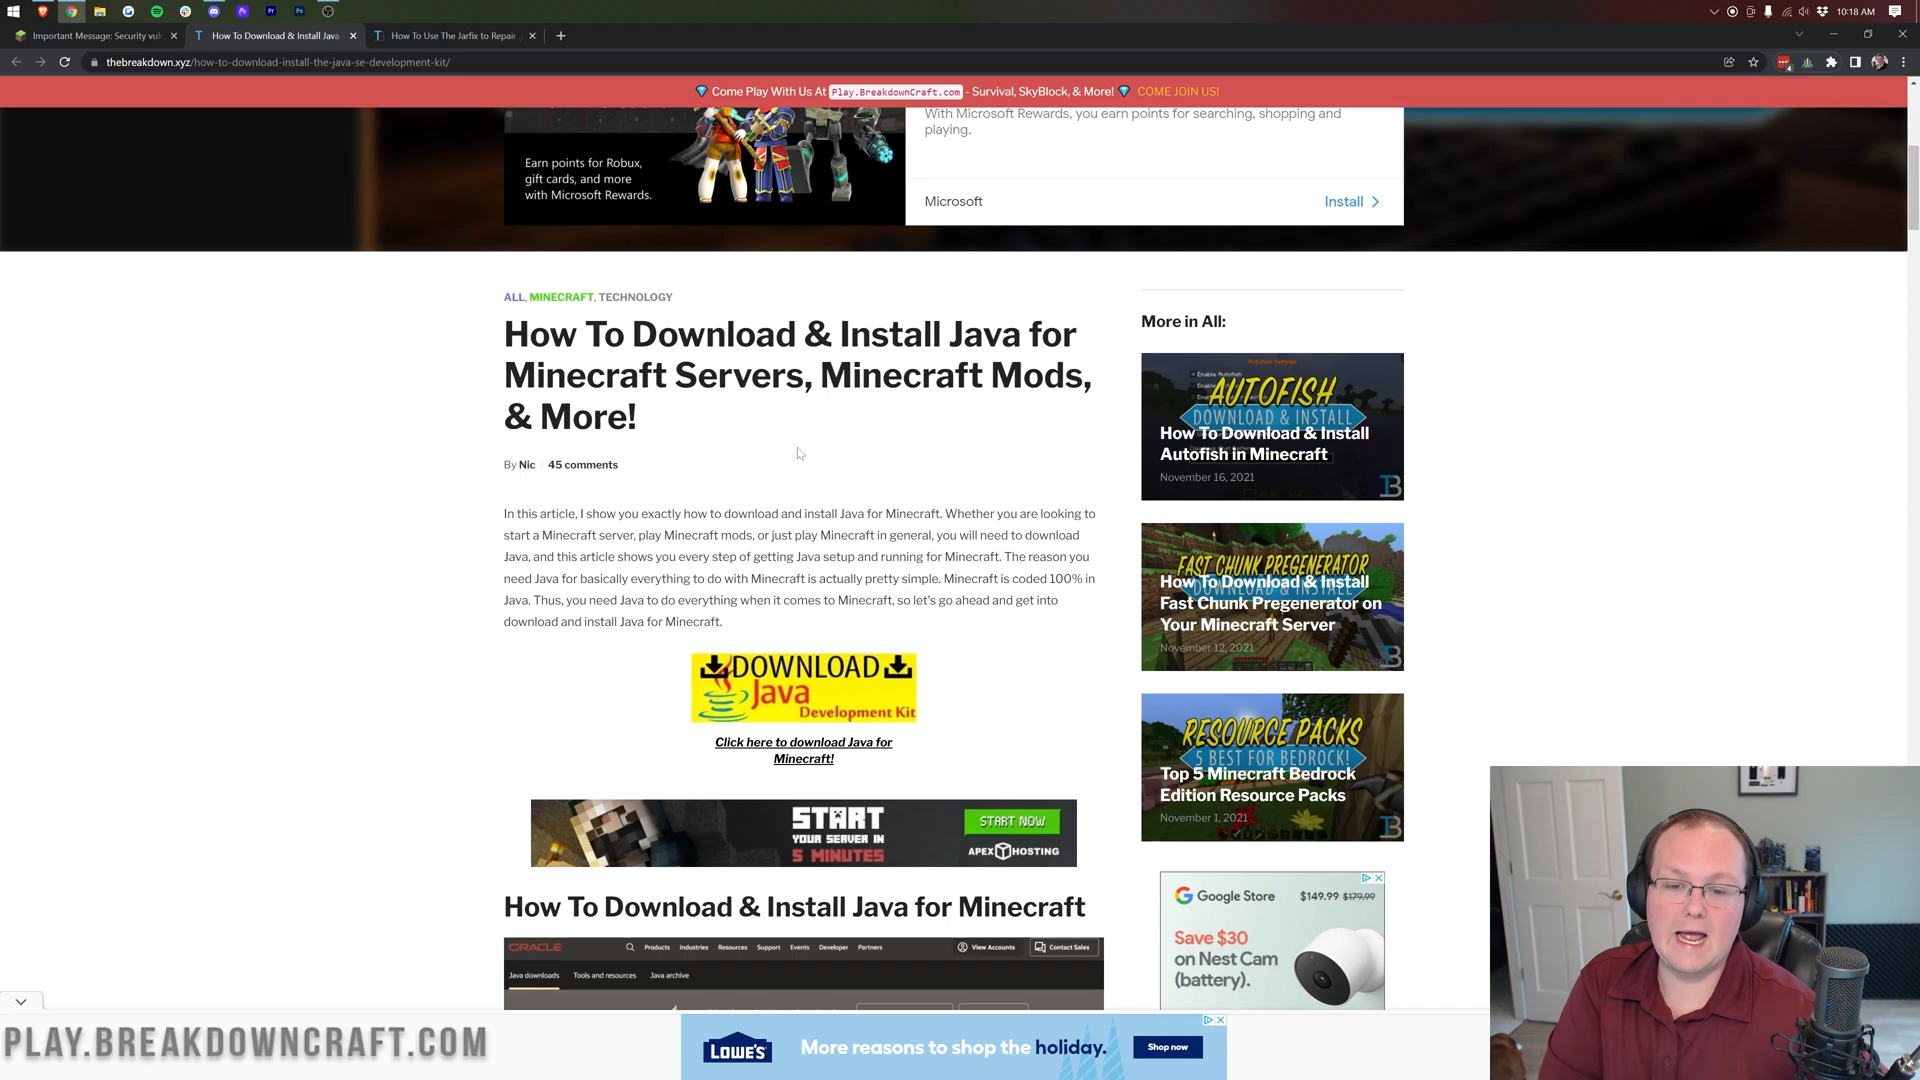 10:18 AM
Important Message: Security vul
How To Download & Install Java
How To Use The Jarfix to Repair
thebreakdown.xyz/how-to-download-install-the-java-se-development-kit/
Come Play With Us At Play.BreakdownCraft.com - Survival, SkyBlock, & More! COME JOIN US!
Earn points for Robux,
gift cards, and more
with Microsoft Rewards.
With Microsoft Rewards, you earn points for searching, shopping and
playing.
Microsoft
Install
ALL, MINECRAFT, TECHNOLOGY
How To Download & Install Java for
Minecraft Servers, Minecraft Mods,
& More!
By Nic / 45 comments
In this article, I show you exactly how to download and install Java for Minecraft. Whether you are looking to
start a Minecraft server, play Minecraft mods, or just play Minecraft in general, you will need to download
Java, and this article shows you every step of getting Java setup and running for Minecraft. The reason you
need Java for basically everything to do with Minecraft is actually pretty simple. Minecraft is coded 100% in
Java. Thus, you need Java to do everything when it comes to Minecraft, so let's go ahead and get into
download and install Java for Minecraft.
DOWNLOAD
Java
Development Kit
Click here to download Java for
Minecraft!
START
YOUR SERVER IN
5 MINUTES
START NOW
APEX HOSTING
How To Download & Install Java for Minecraft
ORACLE
Products Industries Resources Support Events Developer Partners
View Accounts
Contact Sales
Java downloads Tools and resources Java archive
More in All:
AUTOFISH
DOWNLOAD & INSTALL
How To Download & Install
Autofish in Minecraft
November 16, 2021
FAST CHUNK PREGENERATOR
How To Download & Install
Fast Chunk Pregenerator on
Your Minecraft Server
November 12, 2021
RESOURCE PACKS
5 BEST FOR BEDROCK!
Top 5 Minecraft Bedrock
Edition Resource Packs
November 1, 2021
Google Store
$149.99 $179.99
Save $30
on Nest Cam
(battery).
PLAY.BREAKDOWNCRAFT.COM
LOWE'S
More reasons to shop the holiday.
Shop now